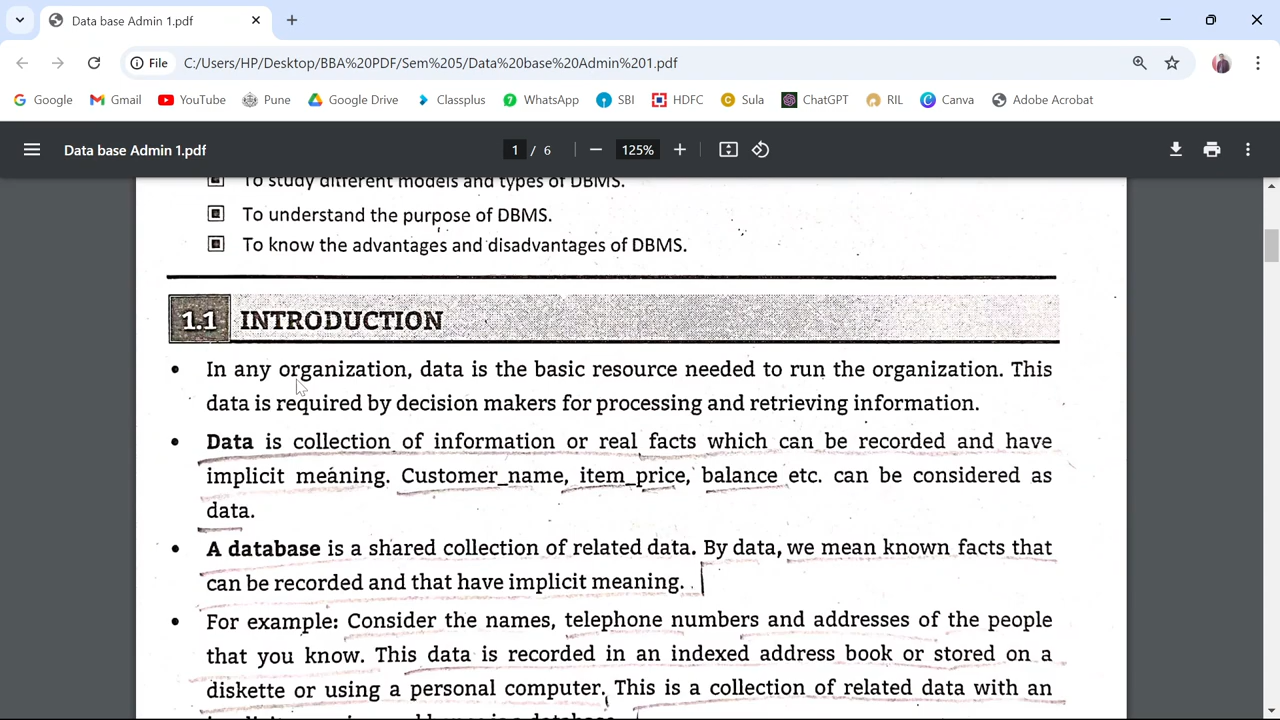 Data base Admin 1.pdf
File
C:/Users/HP/Desktop/BBA%20PDF/Sem%205/Data%20base%20Admin%201.pdf
Google Gmail YouTube Pune Google Drive Classplus WhatsApp SBI HDFC Sula ChatGPT RIL Canva Adobe Acrobat
Data base Admin 1.pdf 1 / 6 125%
To study different models and types of DBMS.
To understand the purpose of DBMS.
To know the advantages and disadvantages of DBMS.
1.1 INTRODUCTION
• In any organization, data is the basic resource needed to run the organization. This
data is required by decision makers for processing and retrieving information.
• Data is collection of information or real facts which can be recorded and have
implicit meaning. Customer_name, item_price, balance etc. can be considered as
data.
• A database is a shared collection of related data. By data, we mean known facts that
can be recorded and that have implicit meaning.
• For example: Consider the names, telephone numbers and addresses of the people
that you know. This data is recorded in an indexed address book or stored on a
diskette or using a personal computer. This is a collection of related data with an